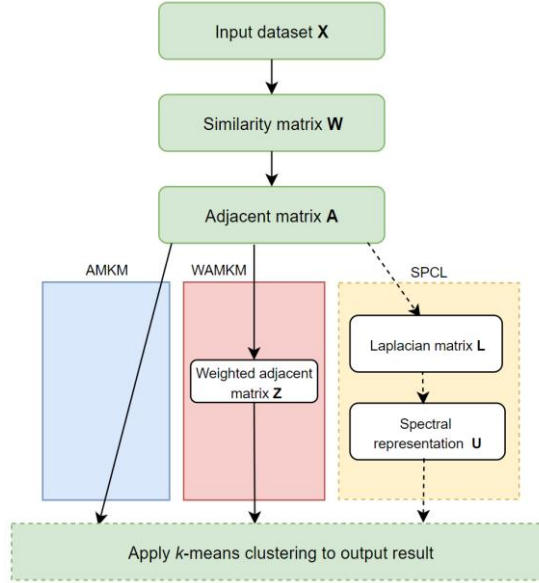 Input dataset X
Similarity matrix W
Adjacent matrix A
AMKM
WAMKM
SPCL
Weighted adjacent
matrix Z
Laplacian matrix L
Spectral
representation U
Apply k-means clustering to output result